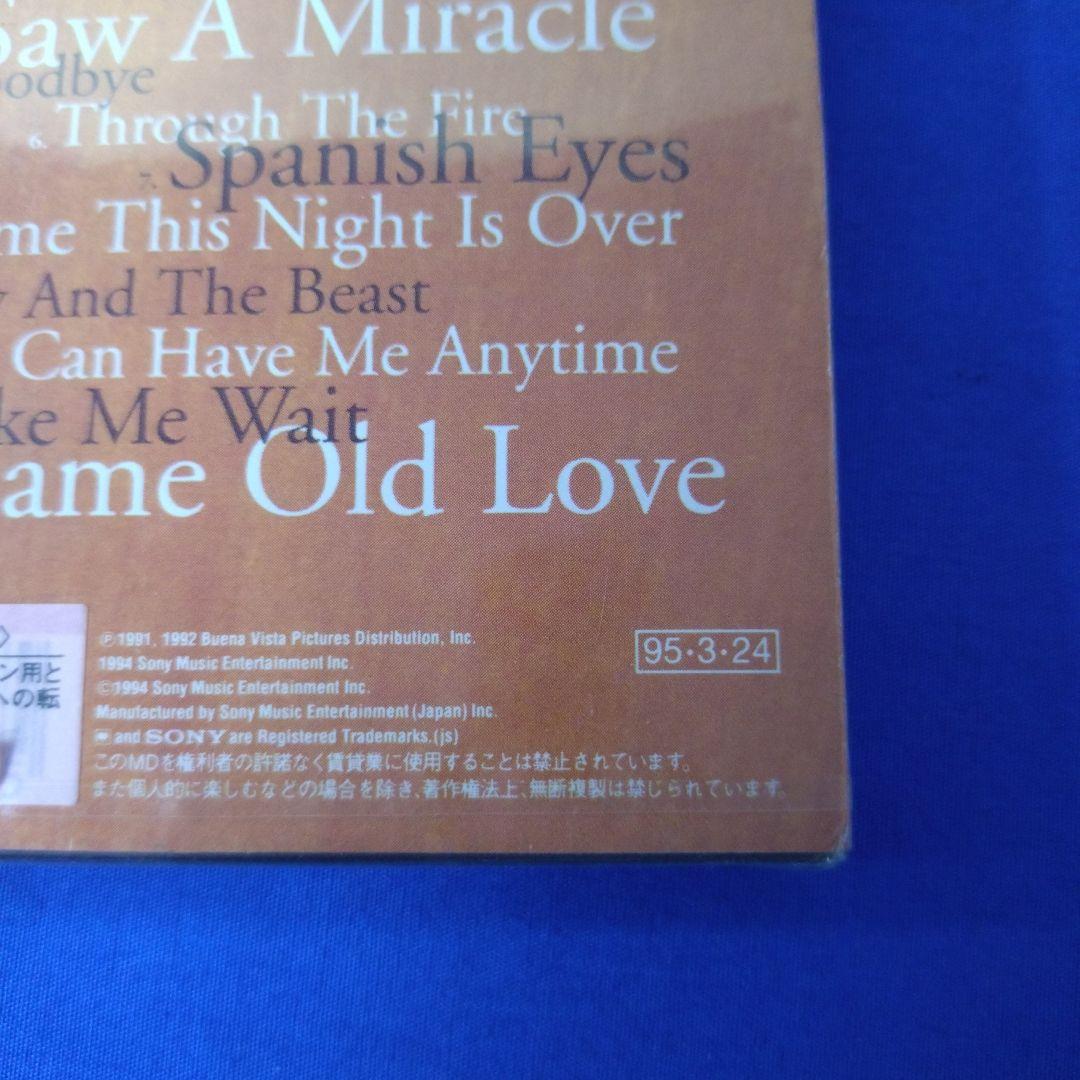 Saw A Miracle
oodbye
6. Through The Fire
7. Spanish Eyes
me This Night Is Over
y And The Beast
Can Have Me Anytime
ke Me Wait
ame Old Love
ン用と
への転
℗1991, 1992 Buena Vista Pictures Distribution, Inc.
1994 Sony Music Entertainment Inc.
©1994 Sony Music Entertainment Inc.
Manufactured by Sony Music Entertainment (Japan) Inc.
and SONY are Registered Trademarks.(js)
このMDを権利者の許諾なく賃貸業に使用することは禁止されています。
また個人的に楽しむなどの場合を除き、著作権法上、無断複製は禁じられています。
95・3・24